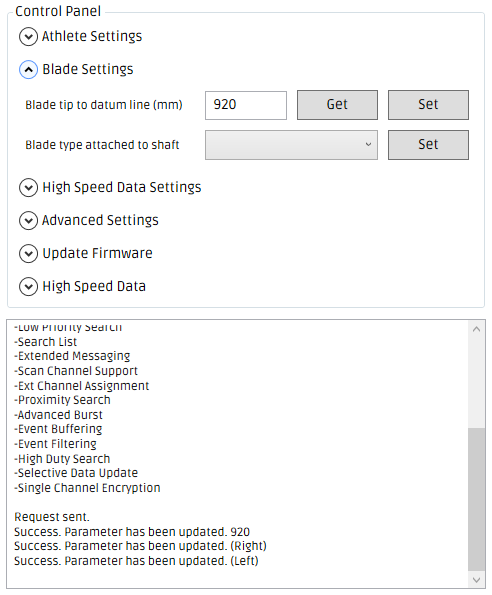 Control Panel
Athlete Settings
Blade Settings
Blade tip to datum line (mm) 920 Get Set
Blade type attached to shaft Set
High Speed Data Settings
Advanced Settings
Update Firmware
High Speed Data
-Low Priority Search
-Search List
-Extended Messaging
-Scan Channel Support
-Ext Channel Assignment
-Proximity Search
-Advanced Burst
-Event Buffering
-Event Filtering
-High Duty Search
-Selective Data Update
-Single Channel Encryption
Request sent.
Success. Parameter has been updated. 920
Success. Parameter has been updated. (Right)
Success. Parameter has been updated. (Left)